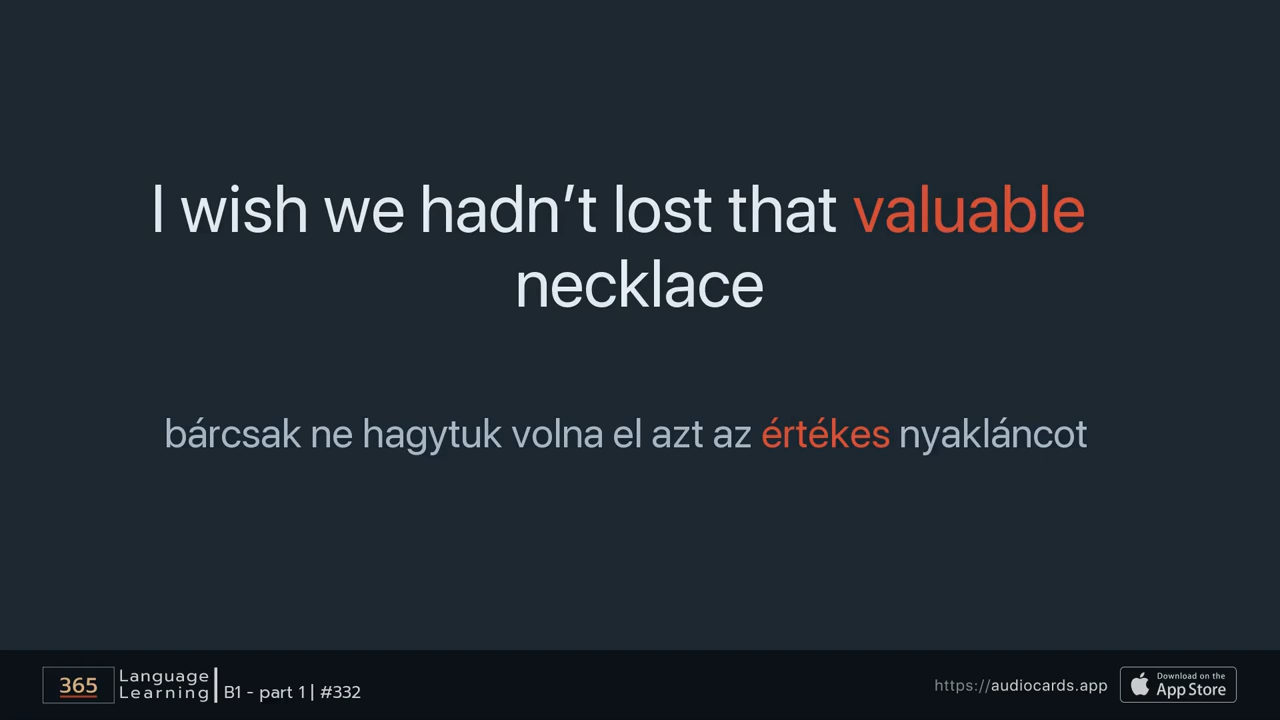 I wish we hadn’t lost that valuable
necklace
bárcsak ne hagytuk volna el azt az értékes nyakláncot
365
Language
Learning
B1 - part 1 | #332
https://audiocards.app
Download on the
App Store